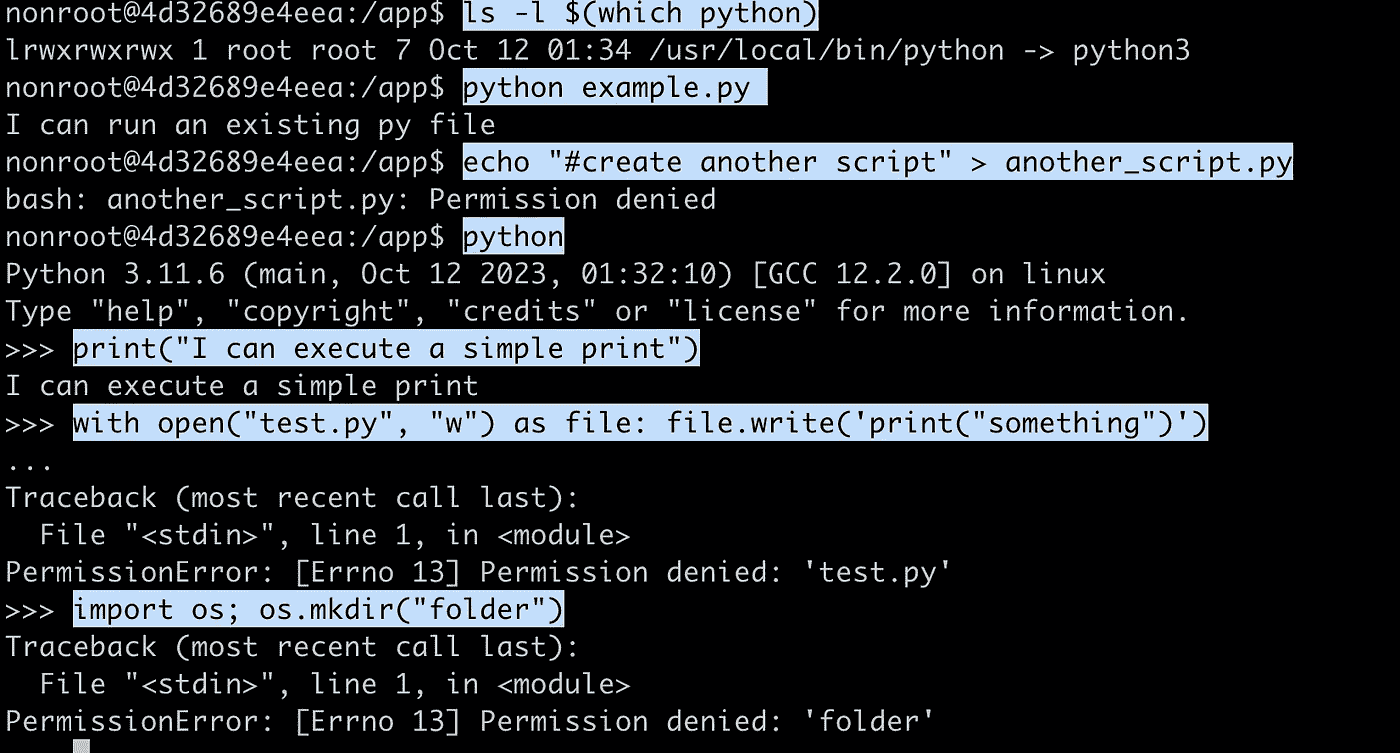 nonroot@4d32689e4eea:/app$ ls -l $(which python)
lrwxrwxrwx 1 root root 7 Oct 12 01:34 /usr/local/bin/python -> python3
nonroot@4d32689e4eea:/app$ python example.py
I can run an existing py file
nonroot@4d32689e4eea:/app$ echo "#create another script" > another_script.py
bash: another_script.py: Permission denied
nonroot@4d32689e4eea:/app$ python
Python 3.11.6 (main, Oct 12 2023, 01:32:10) [GCC 12.2.0] on linux
Type "help", "copyright", "credits" or "license" for more information.
>>> print("I can execute a simple print")
I can execute a simple print
>>> with open("test.py", "w") as file: file.write('print("something")')
...
Traceback (most recent call last):
  File "<stdin>", line 1, in <module>
PermissionError: [Errno 13] Permission denied: 'test.py'
>>> import os; os.mkdir("folder")
Traceback (most recent call last):
  File "<stdin>", line 1, in <module>
PermissionError: [Errno 13] Permission denied: 'folder'